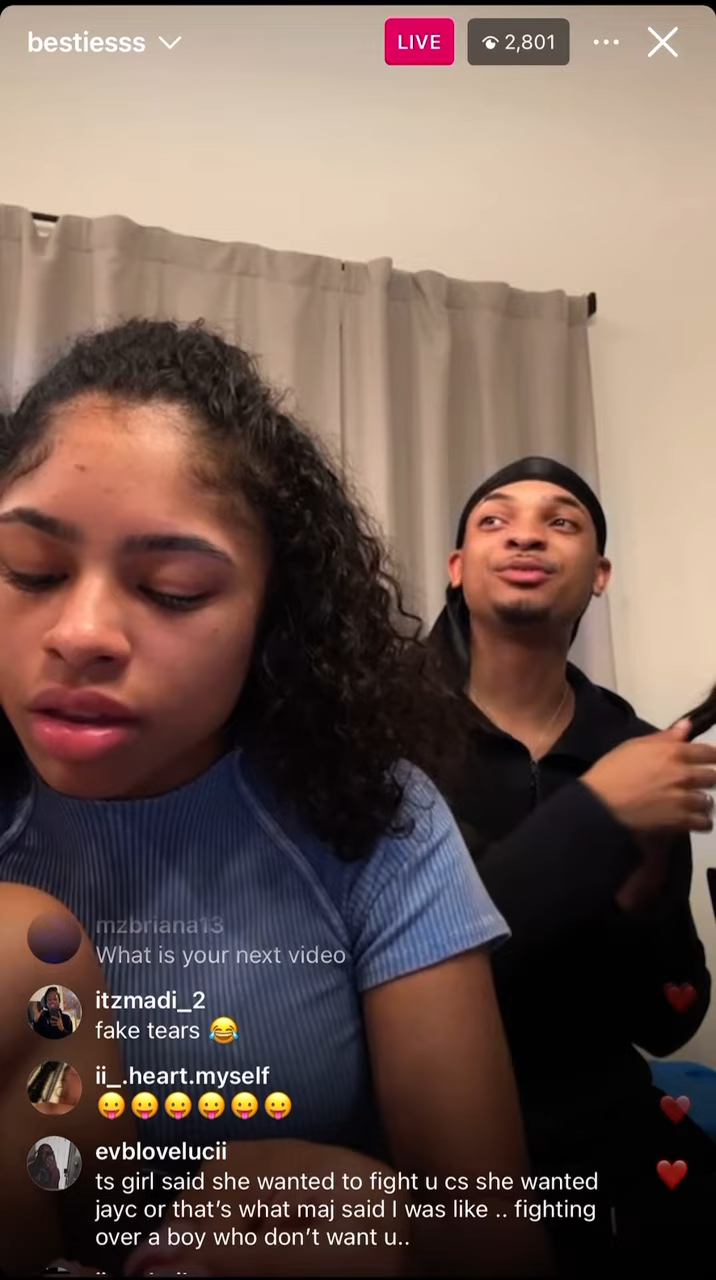 bestiesss
LIVE
2,801
mzbriana13
What is your next video
itzmadi_2
fake tears 😂
ii_.heart.myself
😛😛😛😛😛😛
evblovelucii
ts girl said she wanted to fight u cs she wanted
jayc or that’s what maj said I was like .. fighting
over a boy who don’t want u..